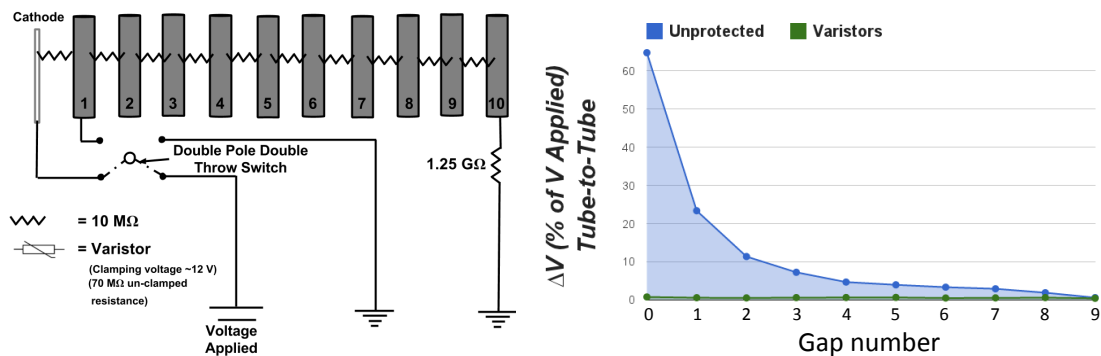 Cathode
1 2 3 4 5 6 7 8 9 10
Double Pole Double
Throw Switch
1.25 GΩ
= 10 MΩ
= Varistor
(Clamping voltage ~12 V)
(70 MΩ un-clamped
resistance)
Voltage
Applied
Unprotected Varistors
ΔV (% of V Applied)
Tube-to-Tube
60
50
40
30
20
10
0
0 1 2 3 4 5 6 7 8 9
Gap number